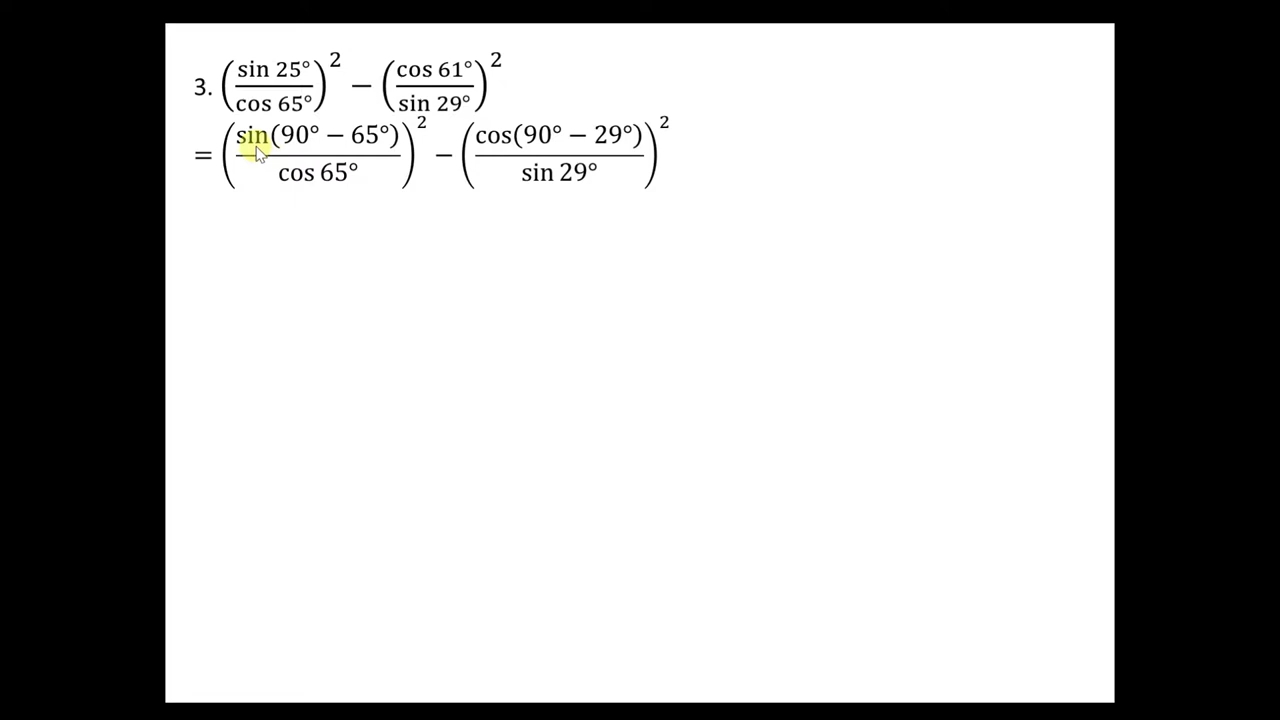 3. (sin 25°/cos 65°)² − (cos 61°/sin 29°)²
= (sin(90° − 65°)/cos 65°)² − (cos(90° − 29°)/sin 29°)²